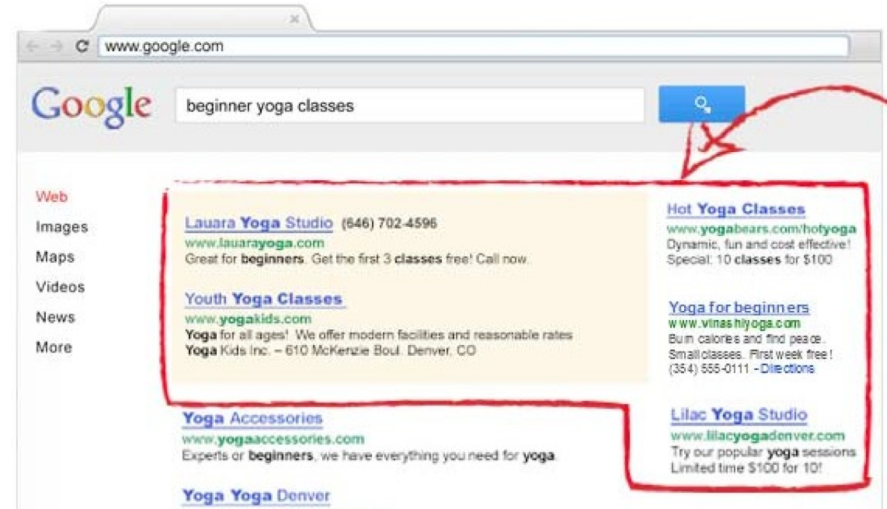 www.google.com
Google
beginner yoga classes
Web
Images
Maps
Videos
News
More
Lauara Yoga Studio (646) 702-4596
www.lauarayoga.com
Great for beginners. Get the first 3 classes free! Call now.
Youth Yoga Classes
www.yogakids.com
Yoga for all ages! We offer modern facilities and reasonable rates
Yoga Kids Inc. – 610 McKenzie Boul. Denver, CO
Yoga Accessories
www.yogaaccessories.com
Experts or beginners, we have everything you need for yoga.
Yoga Yoga Denver
Hot Yoga Classes
www.yogabears.com/hotyoga
Dynamic, fun and cost effective!
Special: 10 classes for $100
Yoga for beginners
www.vinashiyoga.com
Burn calories and find peace.
Small classes. First week free!
(354) 555-0111 - Directions
Lilac Yoga Studio
www.lilacyogadenver.com
Try our popular yoga sessions
Limited time $100 for 10!